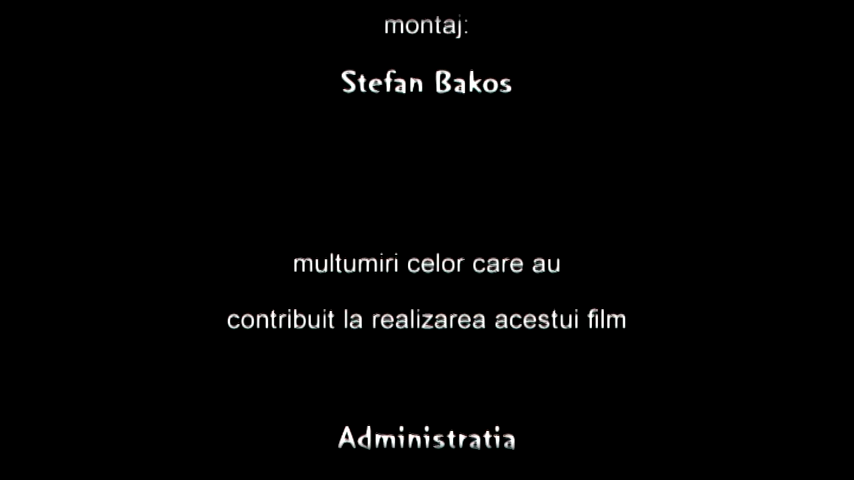 montaj:
Stefan Bakos
multumiri celor care au
contribuit la realizarea acestui film
Administratia